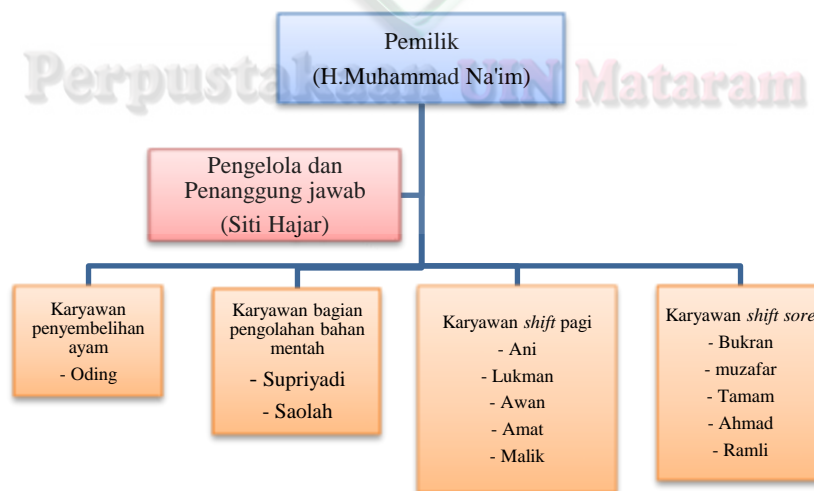 Pemilik
(H.Muhammad Na'im)
Perpustakaan UIN Mataram
Pengelola dan
Penanggung jawab
(Siti Hajar)
Karyawan
penyembelihan
ayam
- Oding
Karyawan bagian
pengolahan bahan
mentah
- Supriyadi
- Saolah
Karyawan shift pagi
- Ani
- Lukman
- Awan
- Amat
- Malik
Karyawan shift sore
- Bukran
- muzafar
- Tamam
- Ahmad
- Ramli